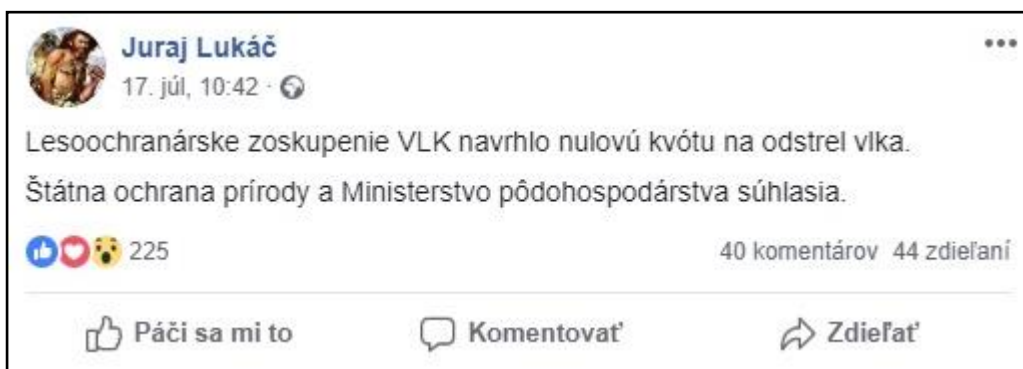 Juraj Lukáč
17. júl, 10:42 ·
Lesoochranárske zoskupenie VLK navrhlo nulovú kvótu na odstrel vlka.
Štátna ochrana prírody a Ministerstvo pôdohospodárstva súhlasia.
225 40 komentárov 44 zdieľaní
Páči sa mi to Komentovať Zdieľať